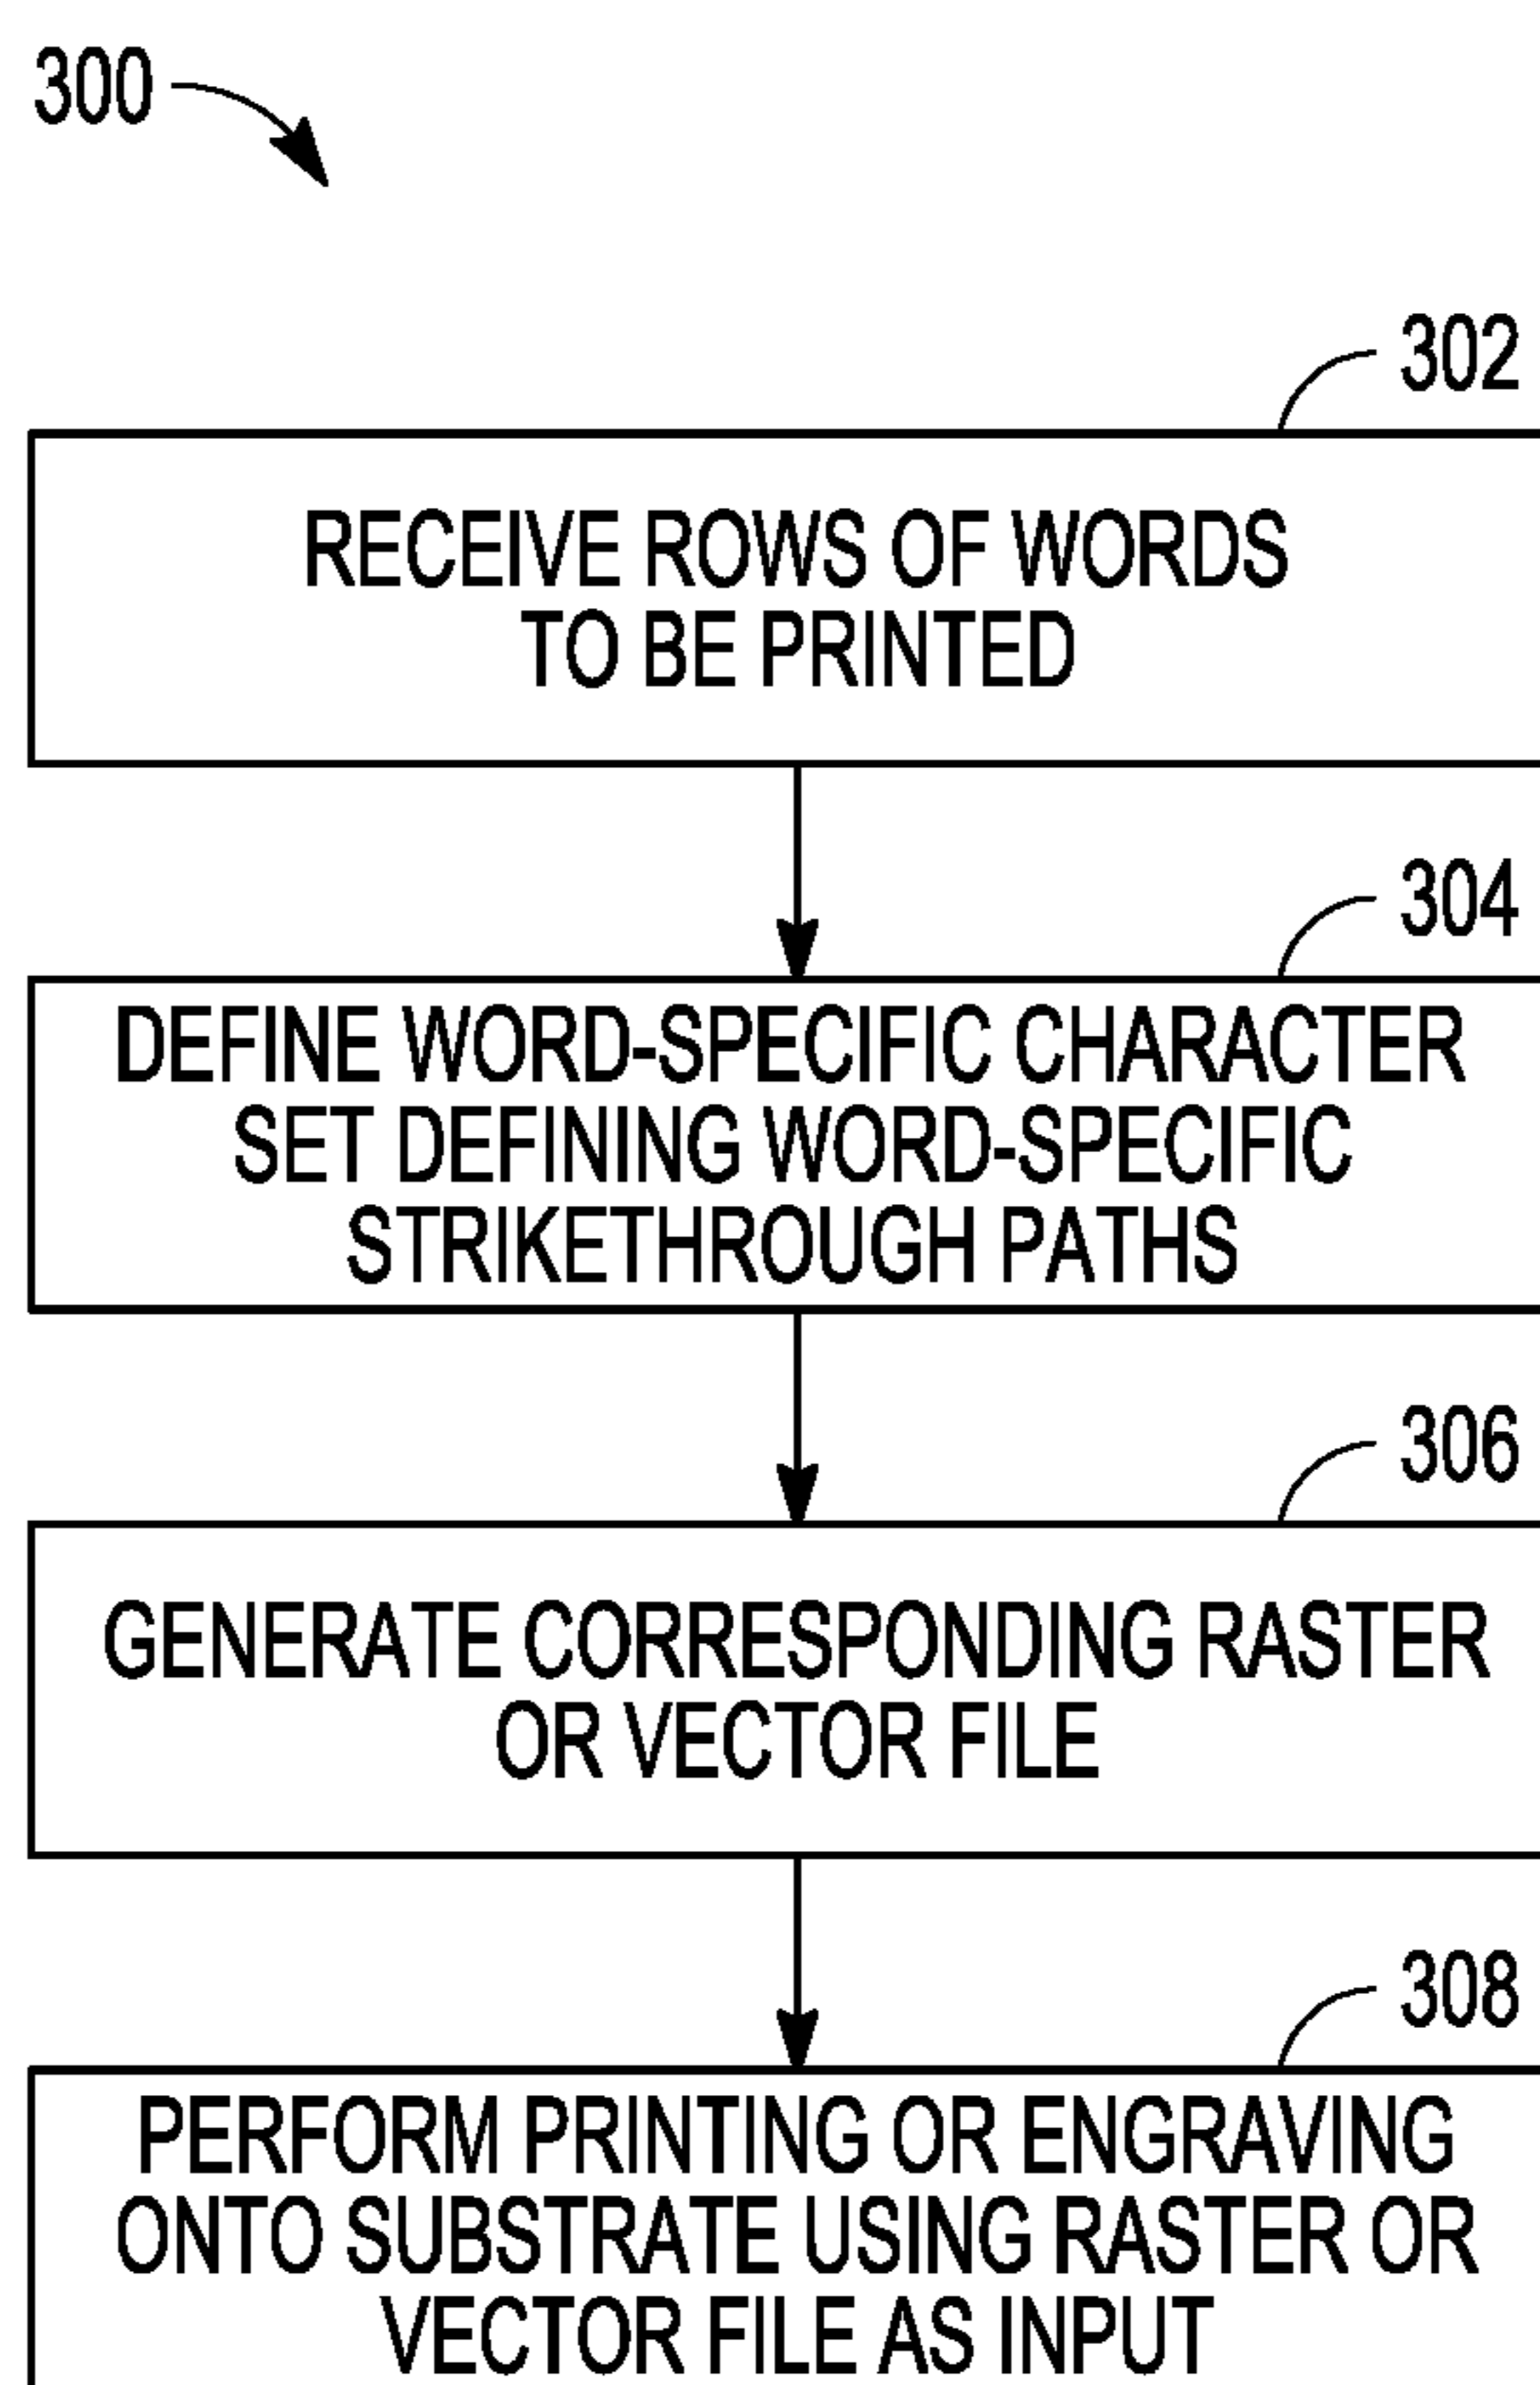 300
302
RECEIVE ROWS OF WORDS
TO BE PRINTED
304
DEFINE WORD-SPECIFIC CHARACTER
SET DEFINING WORD-SPECIFIC
STRIKETHROUGH PATHS
306
GENERATE CORRESPONDING RASTER
OR VECTOR FILE
308
PERFORM PRINTING OR ENGRAVING
ONTO SUBSTRATE USING RASTER OR
VECTOR FILE AS INPUT